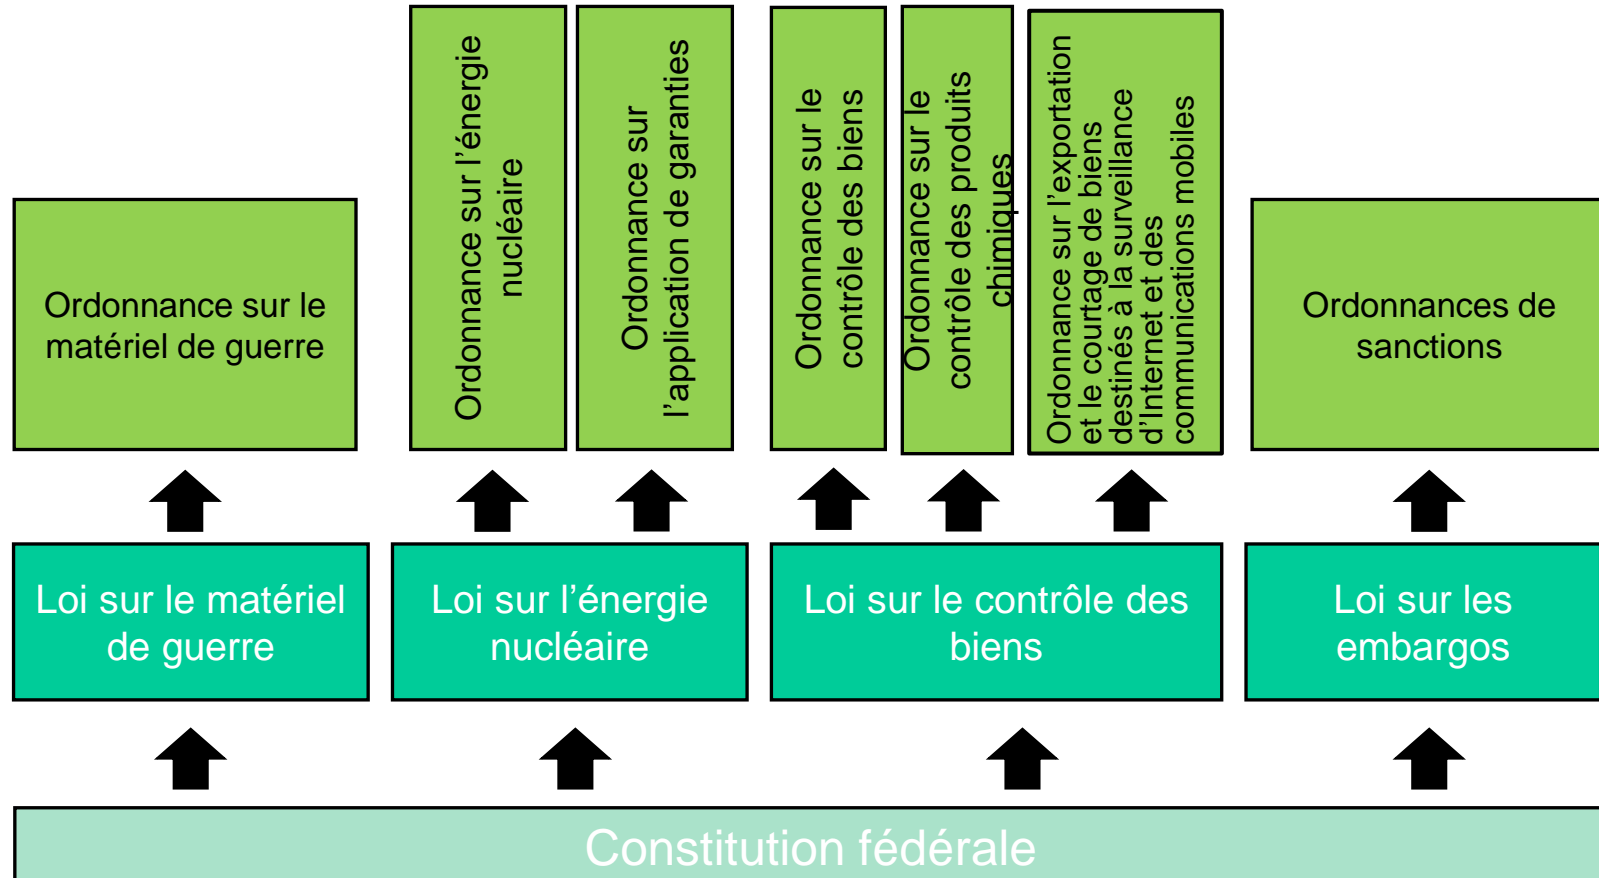 Ordonnance sur le
matériel de guerre
Ordonnance sur l’énergie
nucléaire
Ordonnance sur
l’application de garanties
Ordonnance sur le
contrôle des biens
Ordonnance sur le
contrôle des produits
chimiques
Ordonnance sur l’exportation
et le courtage de biens
destinés à la surveillance
d’Internet et des
communications mobiles
Ordonnances de
sanctions
Loi sur le matériel
de guerre
Loi sur l’énergie
nucléaire
Loi sur le contrôle des
biens
Loi sur les
embargos
Constitution fédérale